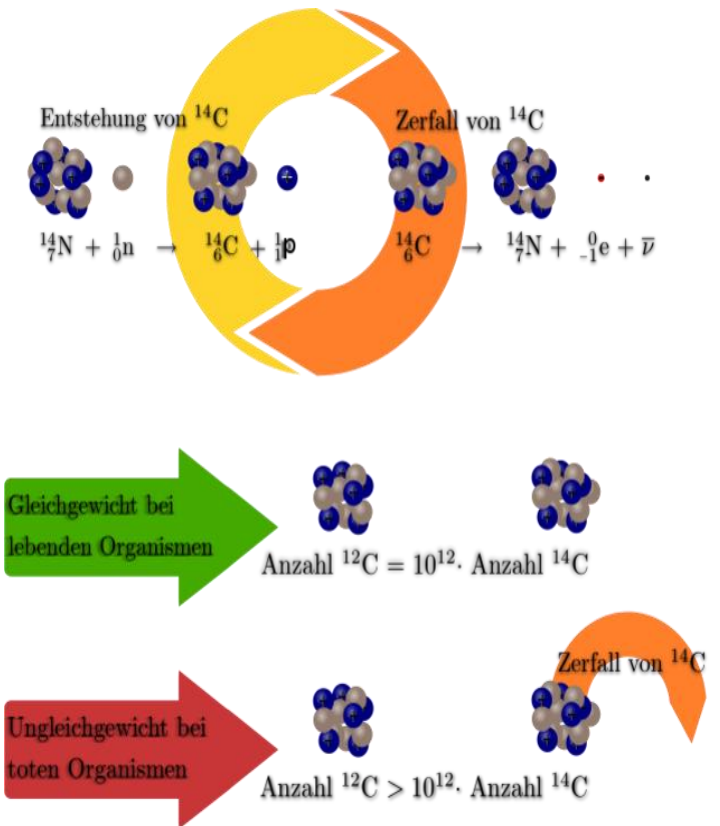 Entstehung von ¹⁴C
Zerfall von ¹⁴C
¹⁴₇N + ¹₀n → ¹⁴₆C + ¹₁p
¹⁴₆C → ¹⁴₇N + ⁰₋₁e + ν̅
Gleichgewicht bei
lebenden Organismen
Anzahl ¹²C = 10¹²· Anzahl ¹⁴C
Zerfall von ¹⁴C
Ungleichgewicht bei
toten Organismen
Anzahl ¹²C > 10¹²· Anzahl ¹⁴C